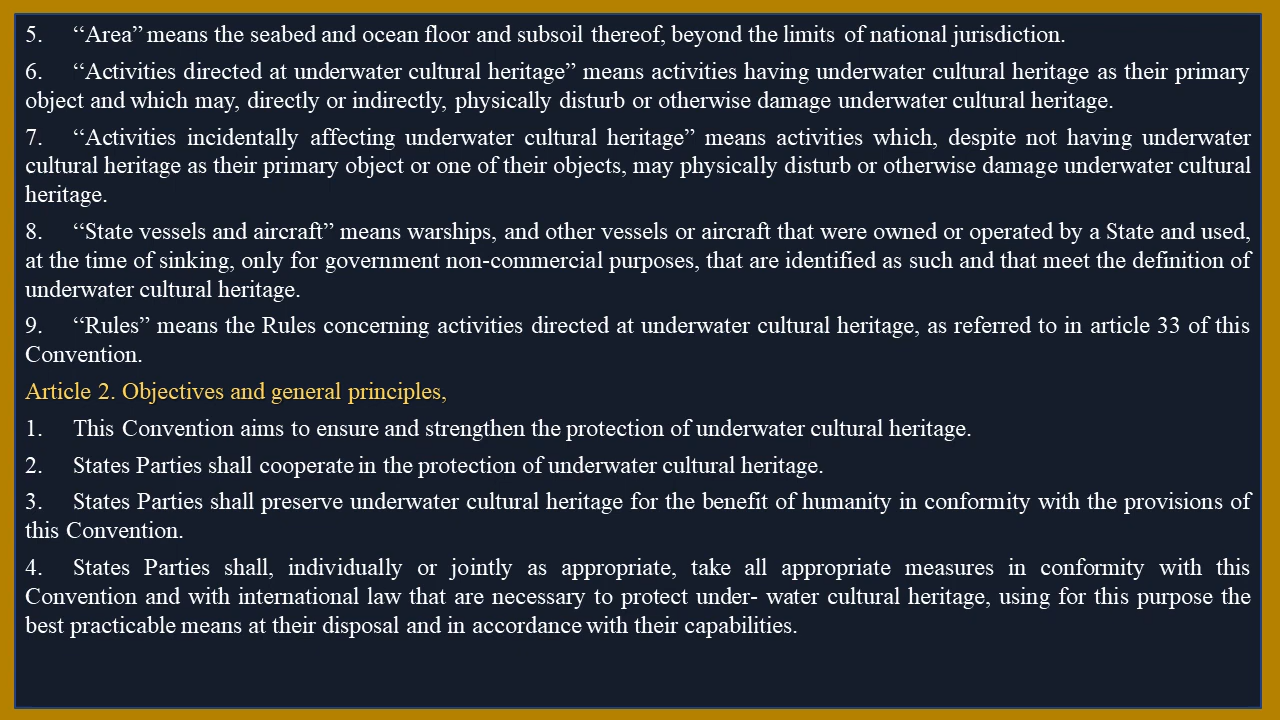 5. “Area” means the seabed and ocean floor and subsoil thereof, beyond the limits of national jurisdiction.
6. “Activities directed at underwater cultural heritage” means activities having underwater cultural heritage as their primary
object and which may, directly or indirectly, physically disturb or otherwise damage underwater cultural heritage.
7. “Activities incidentally affecting underwater cultural heritage” means activities which, despite not having underwater
cultural heritage as their primary object or one of their objects, may physically disturb or otherwise damage underwater cultural
heritage.
8. “State vessels and aircraft” means warships, and other vessels or aircraft that were owned or operated by a State and used,
at the time of sinking, only for government non-commercial purposes, that are identified as such and that meet the definition of
underwater cultural heritage.
9. “Rules” means the Rules concerning activities directed at underwater cultural heritage, as referred to in article 33 of this
Convention.
Article 2. Objectives and general principles,
1. This Convention aims to ensure and strengthen the protection of underwater cultural heritage.
2. States Parties shall cooperate in the protection of underwater cultural heritage.
3. States Parties shall preserve underwater cultural heritage for the benefit of humanity in conformity with the provisions of
this Convention.
4. States Parties shall, individually or jointly as appropriate, take all appropriate measures in conformity with this
Convention and with international law that are necessary to protect under- water cultural heritage, using for this purpose the
best practicable means at their disposal and in accordance with their capabilities.